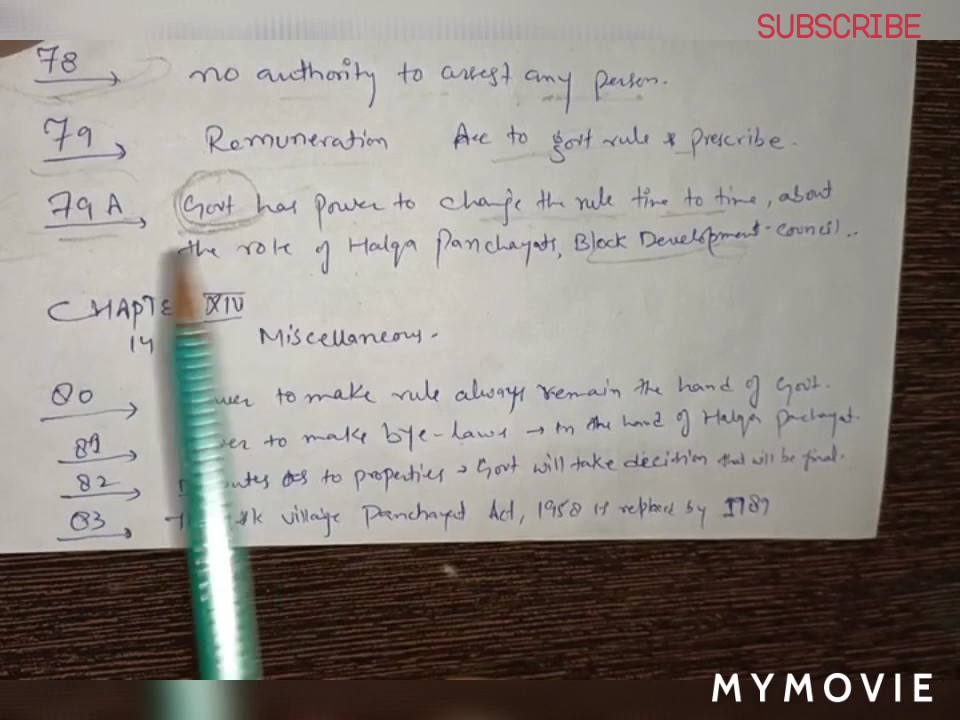 SUBSCRIBE
78 → no authority to arrest any person.
79 → Remuneration Acc to govt rule & prescribe.
79 A → Govt has power to change the rule time to time, about
the role of Halqa Panchayats, Block Development council..
CHAPTE XIV
14 Miscellaneous.
80 → to make rule always remain the hand of Govt.
81 → to make bye-laws → In the hand of Halqa pachayat.
82 → to properties → Govt will take decision that will be final.
83 → village Panchayat Act, 1958 is replaced by 1989
MYMOVIE